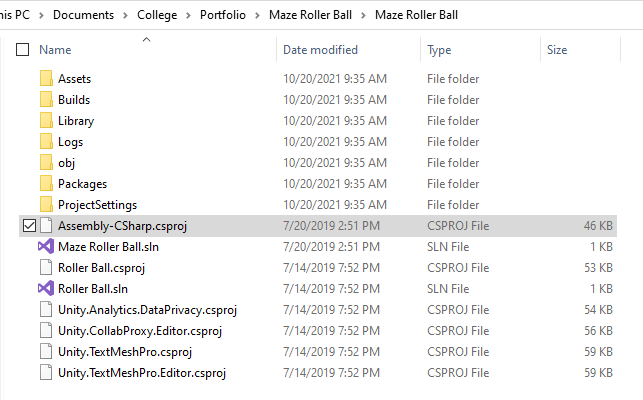 his PC > Documents > College > Portfolio > Maze Roller Ball > Maze Roller Ball
Name Date modified Type Size
Assets 10/20/2021 9:35 AM File folder
Builds 10/20/2021 9:35 AM File folder
Library 10/20/2021 9:35 AM File folder
Logs 10/20/2021 9:35 AM File folder
obj 10/20/2021 9:35 AM File folder
Packages 10/20/2021 9:35 AM File folder
ProjectSettings 10/20/2021 9:35 AM File folder
Assembly-CSharp.csproj 7/20/2019 2:51 PM CSPROJ File 46 KB
Maze Roller Ball.sln 7/20/2019 2:51 PM SLN File 1 KB
Roller Ball.csproj 7/14/2019 7:52 PM CSPROJ File 53 KB
Roller Ball.sln 7/14/2019 7:52 PM SLN File 1 KB
Unity.Analytics.DataPrivacy.csproj 7/14/2019 7:52 PM CSPROJ File 54 KB
Unity.CollabProxy.Editor.csproj 7/14/2019 7:52 PM CSPROJ File 56 KB
Unity.TextMeshPro.csproj 7/14/2019 7:52 PM CSPROJ File 59 KB
Unity.TextMeshPro.Editor.csproj 7/14/2019 7:52 PM CSPROJ File 59 KB